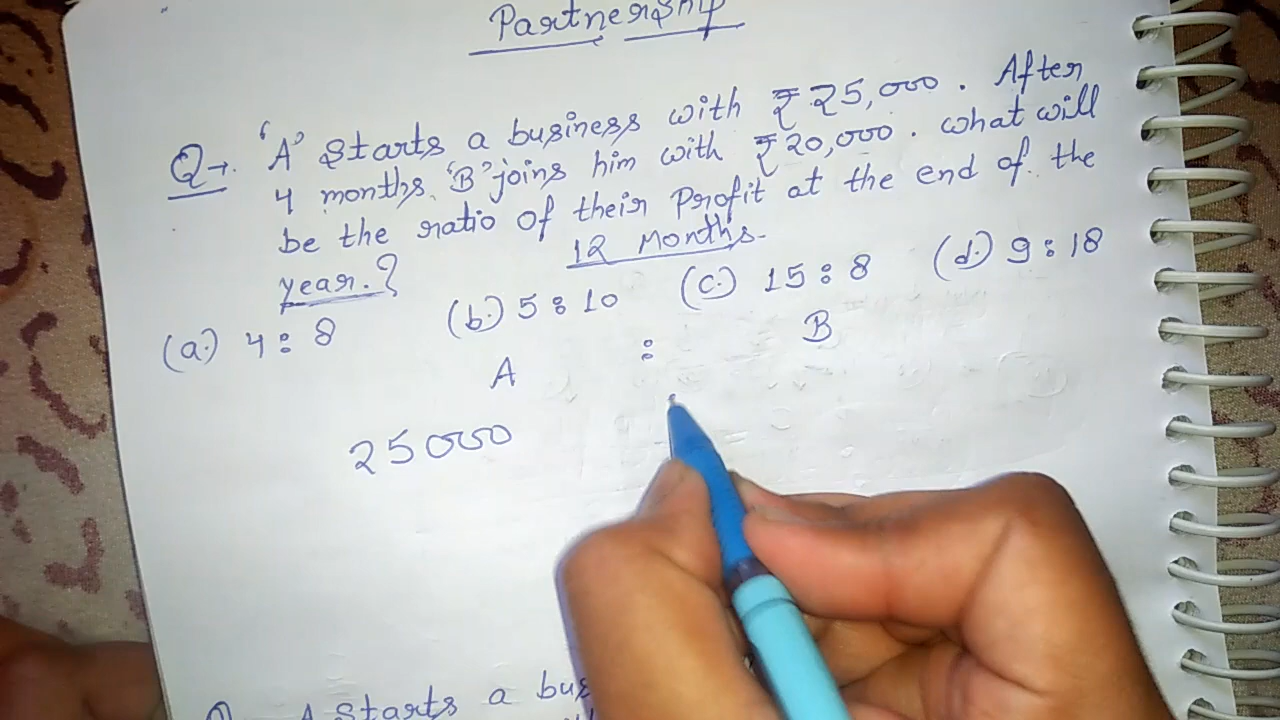 Partnership
Q→. 'A' Starts a business with ₹25,000. After
4 months. 'B' joins him with ₹20,000. what will
be the ratio of their Profit at the end of the
year.? 12 Months.
(a.) 4:8 (b.) 5:10 (c.) 15:8 (d.) 9:18
A : B
25000
A starts a bus